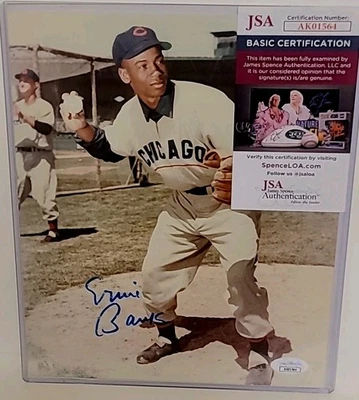 JSA
Certification Number
AK01564
BASIC CERTIFICATION
This item has been fully examined by
James Spence Authentication, LLC and
it is our considered opinion that the
signature(s) is/are authentic.
Verify this certification by visiting
SpenceLOA.com
Follow us @jsaloa
JSA
James Spence
Authentication
C
CHICAGO
Ernie
Banks